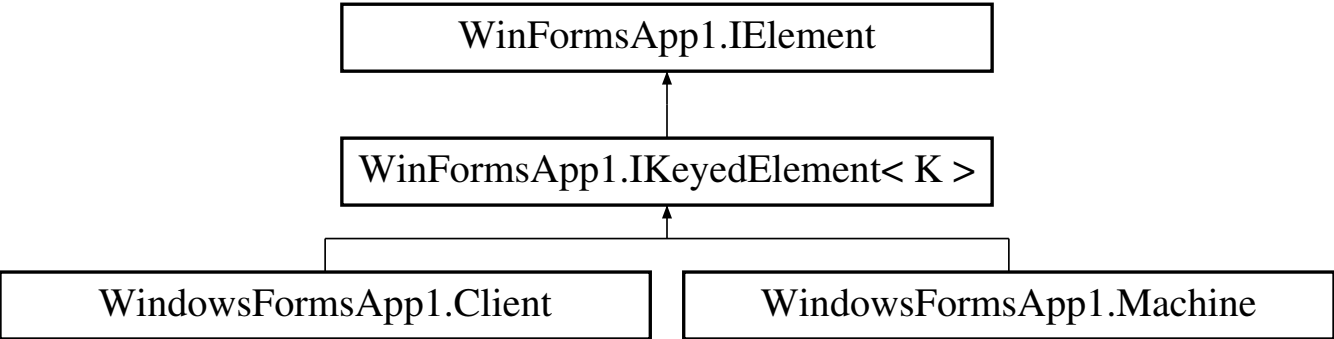 WinFormsApp1.IElement
WinFormsApp1.IKeyedElement< K >
WindowsFormsApp1.Client
WindowsFormsApp1.Machine